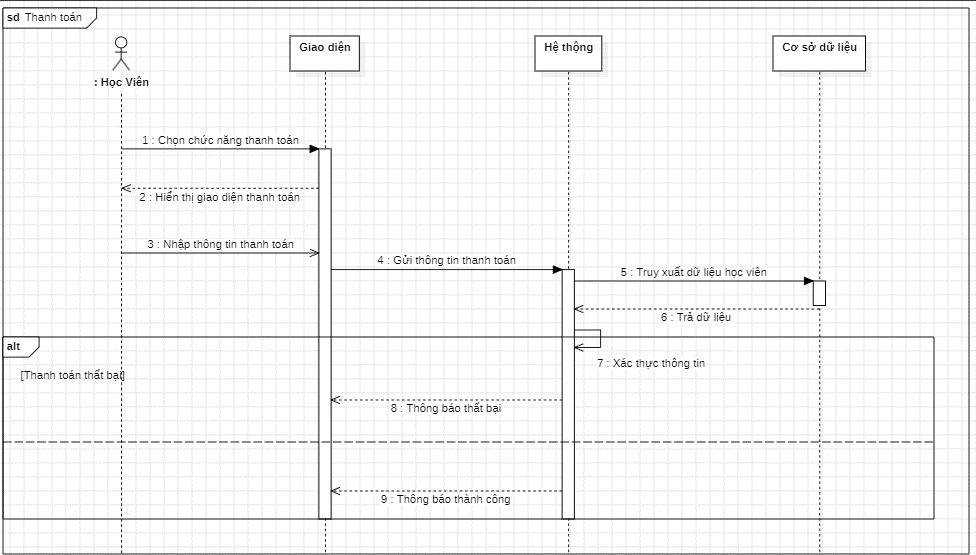 sd Thanh toán
Giao diện
Hệ thộng
Cơ sở dữ liệu
: Học Viên
1 : Chọn chức năng thanh toán
2 : Hiển thị giao diện thanh toán
3 : Nhập thông tin thanh toán
4 : Gửi thông tin thanh toán
5 : Truy xuất dữ liệu học viên
6 : Trả dữ liệu
alt
7 : Xác thực thông tin
[Thanh toán thất bại]
8 : Thông báo thất bại
9 : Thông báo thành công